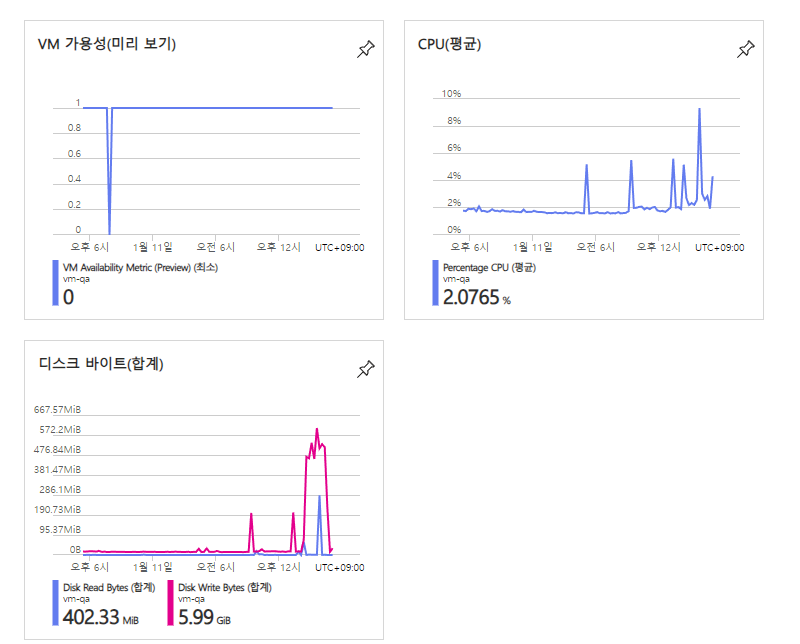 VM 가용성(미리 보기)
1
0.8
0.6
0.4
0.2
0
오후 6시 1월 11일 오전 6시 오후 12시 UTC+09:00
VM Availability Metric (Preview) (최소)
vm-qa
0
CPU(평균)
10%
8%
6%
4%
2%
0%
오후 6시 1월 11일 오전 6시 오후 12시 UTC+09:00
Percentage CPU (평균)
vm-qa
2.0765 %
디스크 바이트(합계)
667.57MiB
572.2MiB
476.84MiB
381.47MiB
286.1MiB
190.73MiB
95.37MiB
0B
오후 6시 1월 11일 오전 6시 오후 12시 UTC+09:00
Disk Read Bytes (합계)
vm-qa
402.33 MiB
Disk Write Bytes (합계)
vm-qa
5.99 GiB